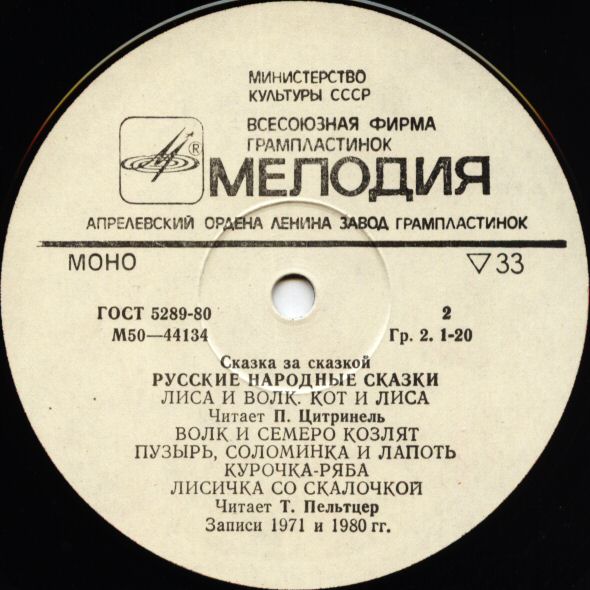 МИНИСТЕРСТВО
КУЛЬТУРЫ СССР
ВСЕСОЮЗНАЯ ФИРМА
ГРАМПЛАСТИНОК
®
МЕЛОДИЯ
АПРЕЛЕВСКИЙ ОРДЕНА ЛЕНИНА ЗАВОД ГРАМПЛАСТИНОК
МОНО ▽33
ГОСТ 5289-80 2
М50—44134 Гр. 2. 1-20
Сказка за сказкой
РУССКИЕ НАРОДНЫЕ СКАЗКИ
ЛИСА И ВОЛК. КОТ И ЛИСА
Читает П. Цитринель
ВОЛК И СЕМЕРО КОЗЛЯТ
ПУЗЫРЬ, СОЛОМИНКА И ЛАПОТЬ
КУРОЧКА-РЯБА
ЛИСИЧКА СО СКАЛОЧКОЙ
Читает Т. Пельтцер
Записи 1971 и 1980 гг.